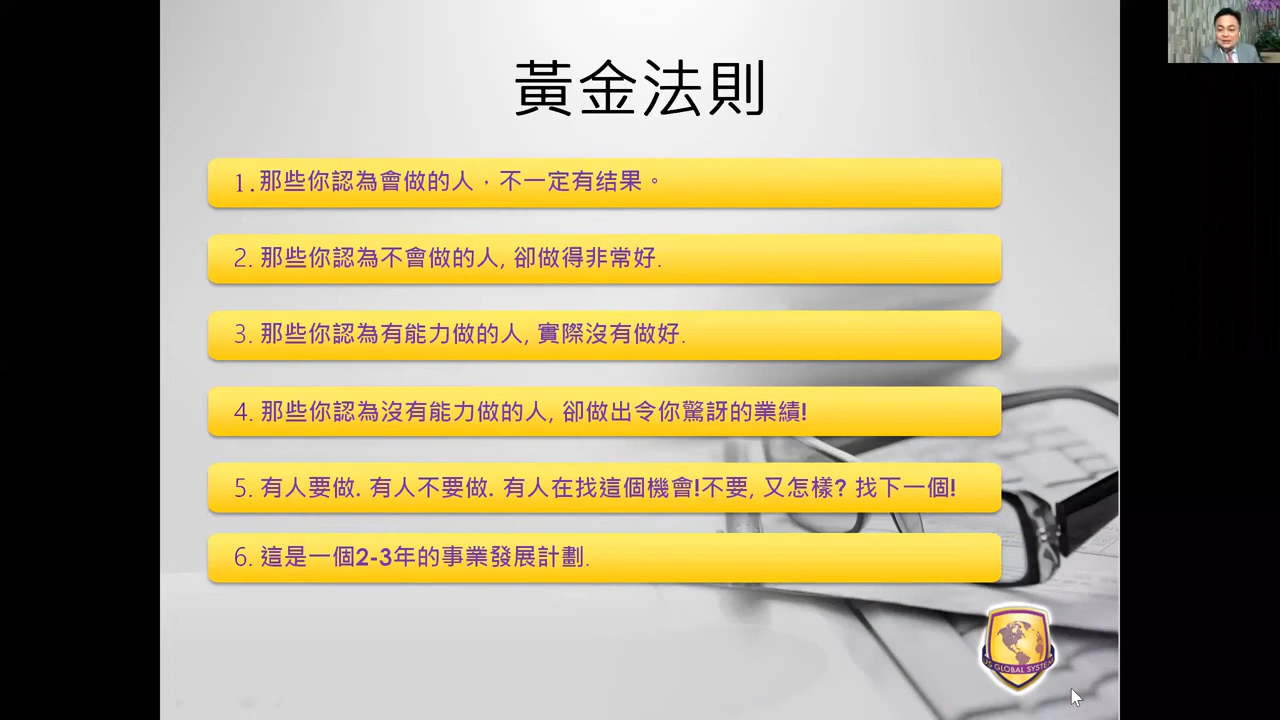 黃金法則
1.那些你認為會做的人，不一定有结果。
2. 那些你認為不會做的人, 卻做得非常好.
3. 那些你認為有能力做的人, 實際沒有做好.
4. 那些你認為沒有能力做的人, 卻做出令你驚訝的業績!
5. 有人要做. 有人不要做. 有人在找這個機會!不要, 又怎樣? 找下一個!
6. 這是一個2-3年的事業發展計劃.
GLOBAL SYSTEM